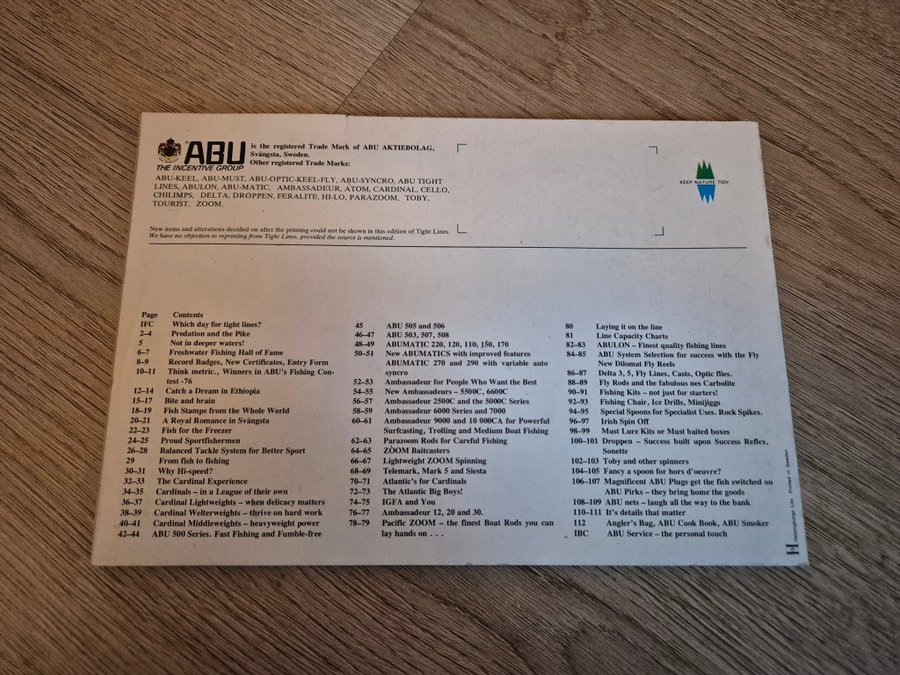 ABU
THE INCENTIVE GROUP
is the registered Trade Mark of ABU AKTIEBOLAG,
Svängsta, Sweden.
Other registered Trade Marks:
ABU-KEEL, ABU-MUST, ABU-OPTIC-KEEL-FLY, ABU-SYNCRO, ABU TIGHT
LINES, ABULON, ABU-MATIC, AMBASSADEUR, ATOM, CARDINAL, CELLO,
CHILIMPS, DELTA, DROPPEN, FERALITE, HI-LO, PARAZOOM, TOBY,
TOURIST, ZOOM.
KEEP NATURE TIDY
New items and alterations decided on after the printing could not be shown in this edition of Tight Lines.
We have no objection to reprinting from Tight Lines, provided the source is mentioned.
Page Contents
IFC Which day for tight lines?
2–4 Predation and the Pike
5 Not in deeper waters!
6–7 Freshwater Fishing Hall of Fame
8–9 Record Badges, New Certificates, Entry Form
10–11 Think metric., Winners in ABU's Fishing Con-
test -76
12–14 Catch a Dream in Ethiopia
15–17 Bite and brain
18–19 Fish Stamps from the Whole World
20–21 A Royal Romance in Svängsta
22–23 Fish for the Freezer
24–25 Proud Sportfishermen
26–28 Balanced Tackle System for Better Sport
29 From fish to fishing
30–31 Why Hi-speed?
32–33 The Cardinal Experience
34–35 Cardinals – in a League of their own
36–37 Cardinal Lightweights – when delicacy matters
38–39 Cardinal Welterweights – thrive on hard work
40–41 Cardinal Middleweights – heavyweight power
42–44 ABU 500 Series. Fast Fishing and Fumble-free
45 ABU 505 and 506
46–47 ABU 503, 507, 508
48–49 ABUMATIC 220, 120, 110, 150, 170
50–51 New ABUMATICS with improved features
ABUMATIC 270 and 290 with variable auto
syncro
52–53 Ambassadeur for People Who Want the Best
54–55 New Ambassadeurs – 5500C, 6600C
56–57 Ambassadeur 2500C and the 5000C Series
58–59 Ambassadeur 6000 Series and 7000
60–61 Ambassadeur 9000 and 10 000CA for Powerful
Surfcasting, Trolling and Medium Boat Fishing
62–63 Parazoom Rods for Careful Fishing
64–65 ZOOM Baitcasters
66–67 Lightweight ZOOM Spinning
68–69 Telemark, Mark 5 and Siesta
70–71 Atlantic's for Cardinals
72–73 The Atlantic Big Boys!
74–75 IGFA and You
76–77 Ambassadeur 12, 20 and 30.
78–79 Pacific ZOOM – the finest Boat Rods you can
lay hands on . . .
80 Laying it on the line
81 Line Capacity Charts
82–83 ABULON – Finest quality fishing lines
84–85 ABU System Selection for success with the Fly
New Dilomat Fly Reels
86–87 Delta 3, 5, Fly Lines, Casts, Optic flies.
88–89 Fly Rods and the fabulous nes Carbolite
90–91 Fishing Kits – not just for starters!
92–93 Fishing Chair, Ice Drills, Minijiggs
94–95 Special Spoons for Specialist Uses. Rock Spikes.
96–97 Irish Spin Off
98–99 Must Lure Kits or Must baited boxes
100–101 Droppen – Success built upon Success Reflex,
Sonette
102–103 Toby and other spinners
104–105 Fancy a spoon for hors d'oeuvre?
106–107 Magnificent ABU Plugs get the fish switched on
ABU Pirks – they bring home the goods
108–109 ABU nets – laugh all the way to the bank
110–111 It's details that matter
112 Angler's Bag, ABU Cook Book, ABU Smoker
IBC ABU Service – the personal touch
Printed in Sweden